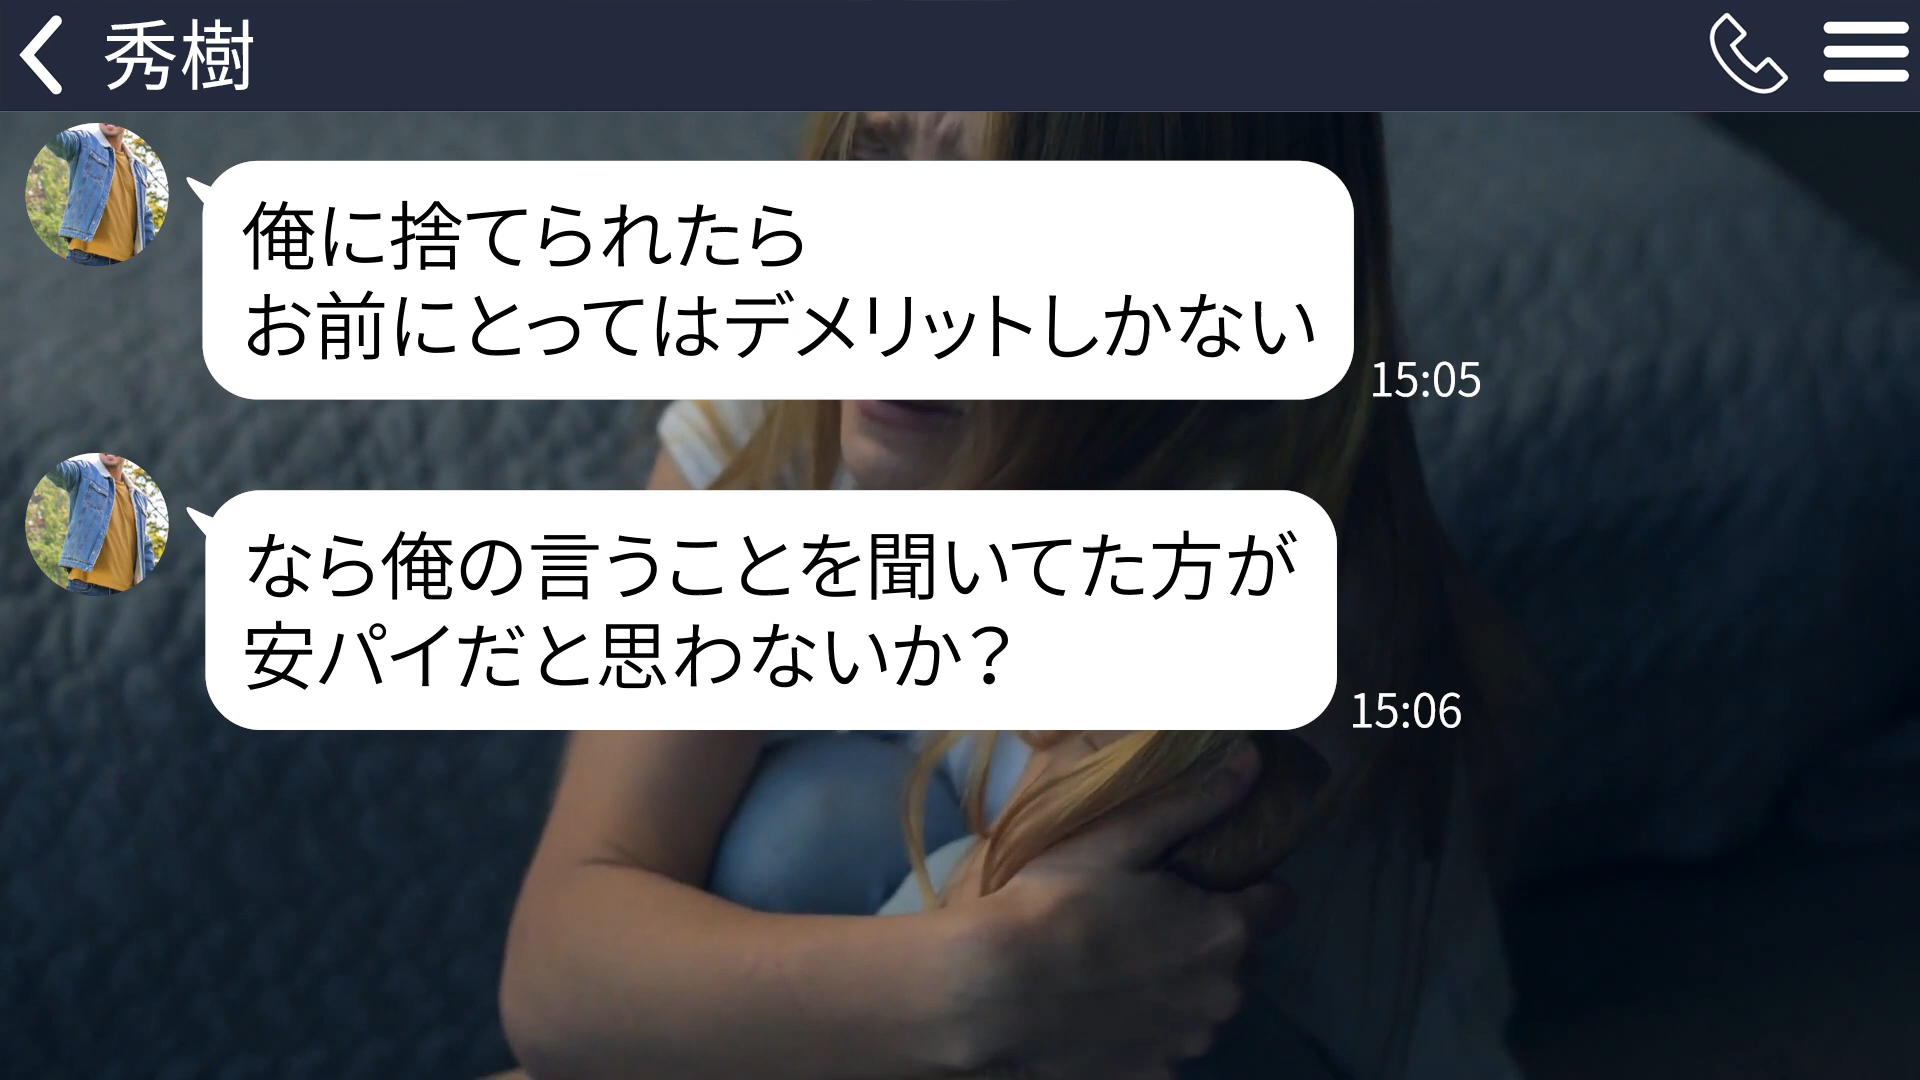 秀樹
俺に捨てられたら
お前にとってはデメリットしかない
15:05
なら俺の言うことを聞いてた方が
安パイだと思わないか？
15:06